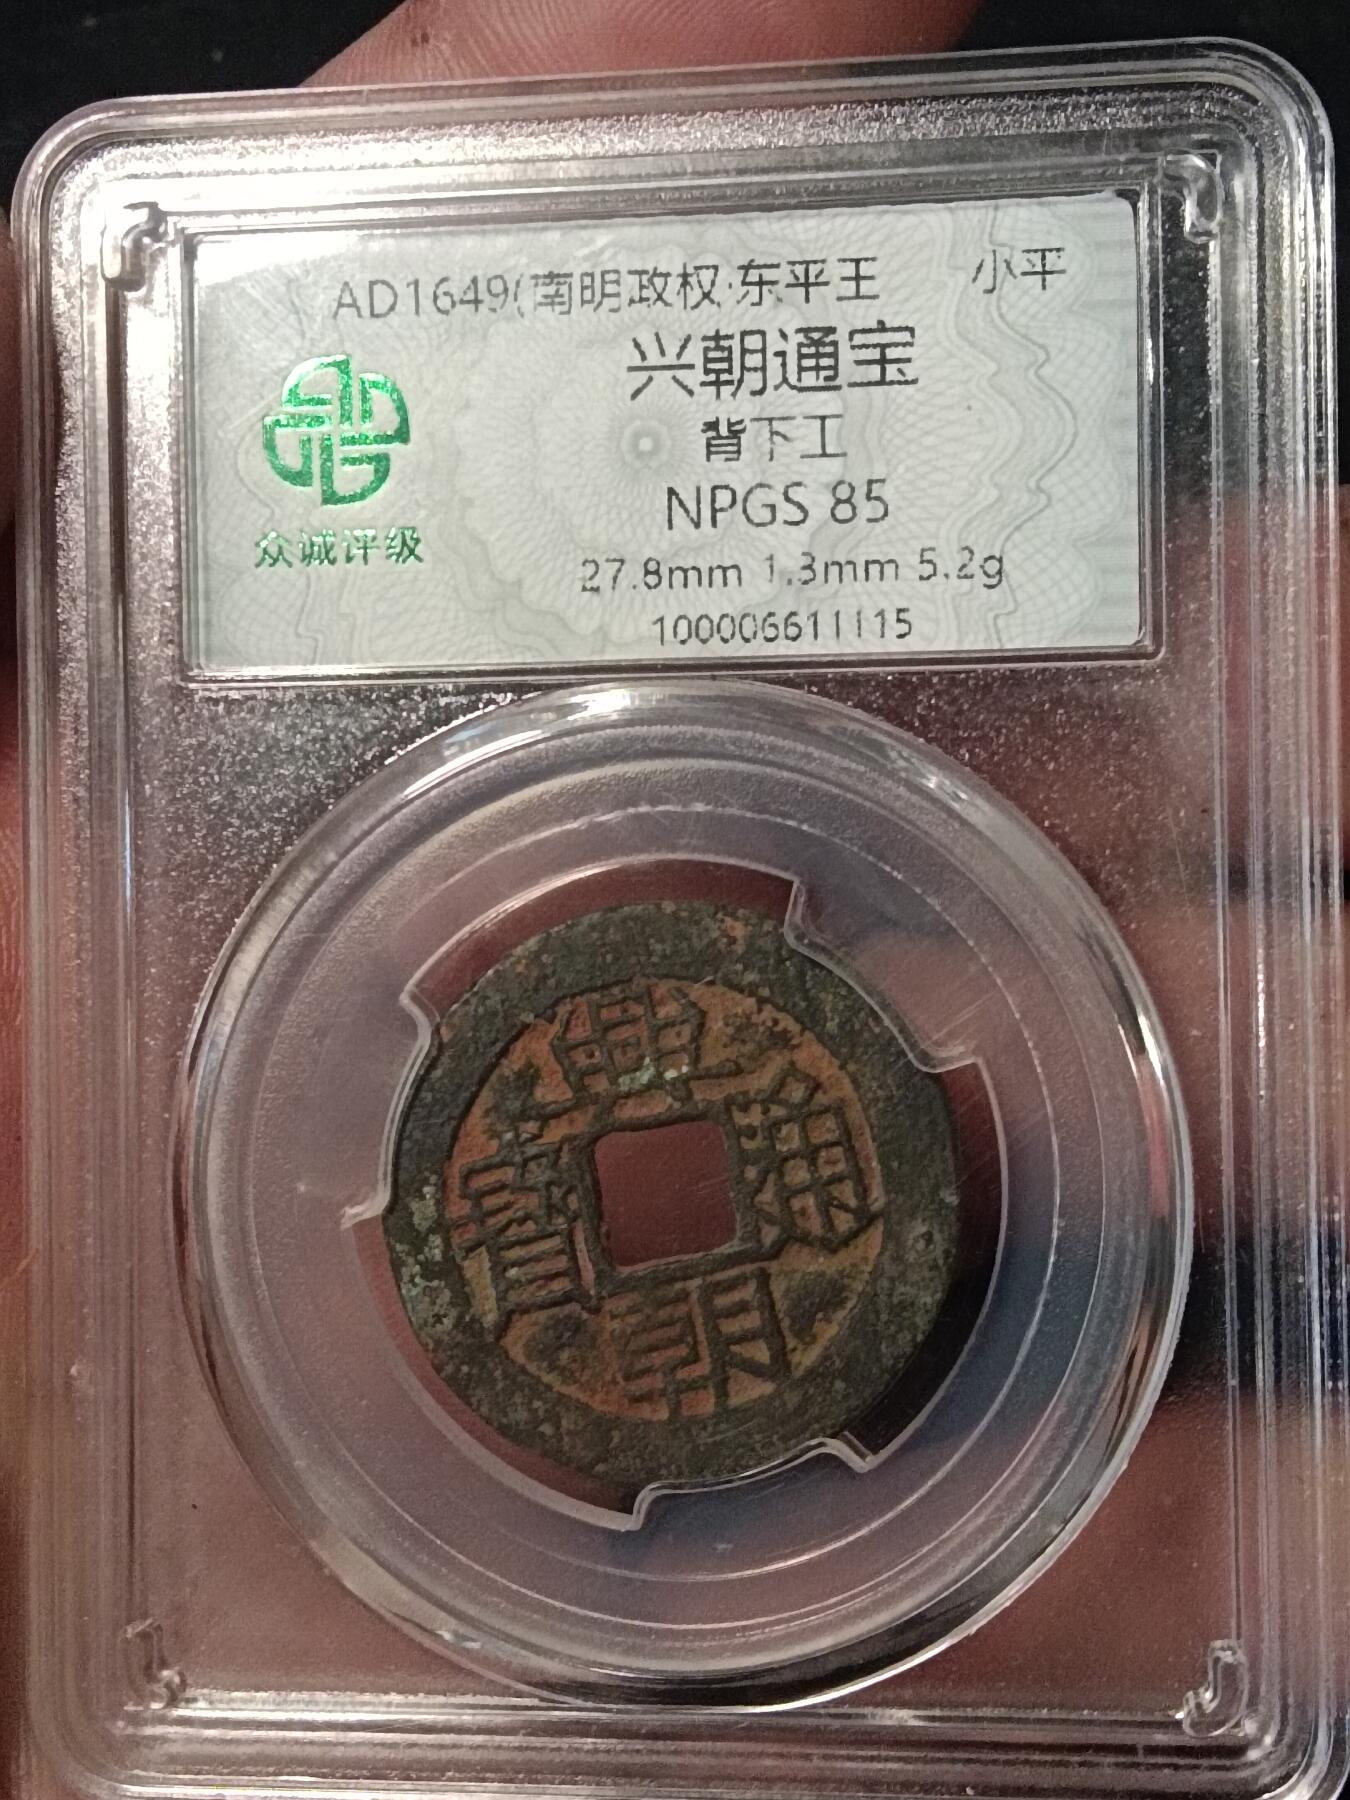 AD1649(南明政权·东平王 小平
兴朝通宝
背下工
NPGS 85
27.8mm 1.3mm 5.2g
100006611115
众诚评级
興朝通寶